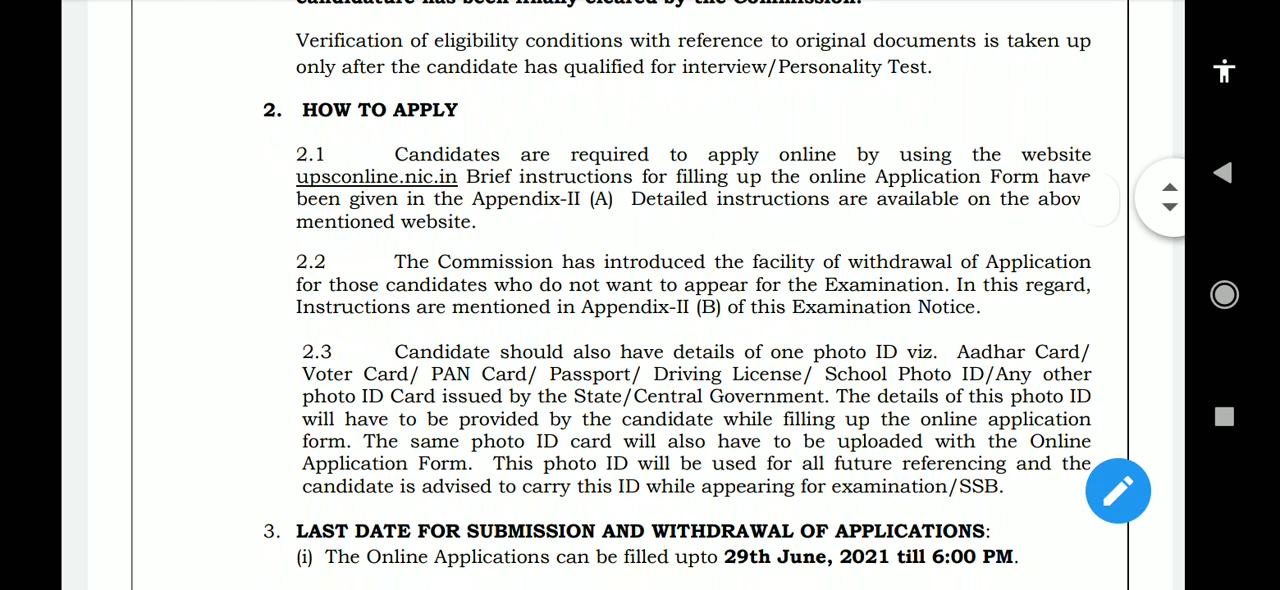 candidature has been finally cleared by the Commission.
Verification of eligibility conditions with reference to original documents is taken up
only after the candidate has qualified for interview/Personality Test.
2. HOW TO APPLY
2.1 Candidates are required to apply online by using the website
upsconline.nic.in Brief instructions for filling up the online Application Form have
been given in the Appendix-II (A) Detailed instructions are available on the abov
mentioned website.
2.2 The Commission has introduced the facility of withdrawal of Application
for those candidates who do not want to appear for the Examination. In this regard,
Instructions are mentioned in Appendix-II (B) of this Examination Notice.
2.3 Candidate should also have details of one photo ID viz. Aadhar Card/
Voter Card/ PAN Card/ Passport/ Driving License/ School Photo ID/Any other
photo ID Card issued by the State/Central Government. The details of this photo ID
will have to be provided by the candidate while filling up the online application
form. The same photo ID card will also have to be uploaded with the Online
Application Form. This photo ID will be used for all future referencing and the
candidate is advised to carry this ID while appearing for examination/SSB.
3. LAST DATE FOR SUBMISSION AND WITHDRAWAL OF APPLICATIONS:
(i) The Online Applications can be filled upto 29th June, 2021 till 6:00 PM.